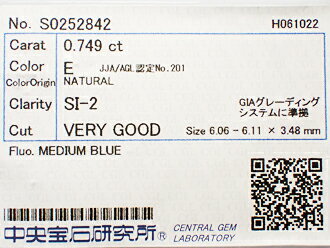 No. S0252842 H061022
Carat 0.749 ct
Color E JJA/AGL認定No.201
ColorOrigin NATURAL
Clarity SI-2 GIAグレーディング
システムに準拠
Cut VERY GOOD Size 6.06 - 6.11 × 3.48 mm
Fluo. MEDIUM BLUE
中央宝石研究所® CENTRAL GEM
LABORATORY